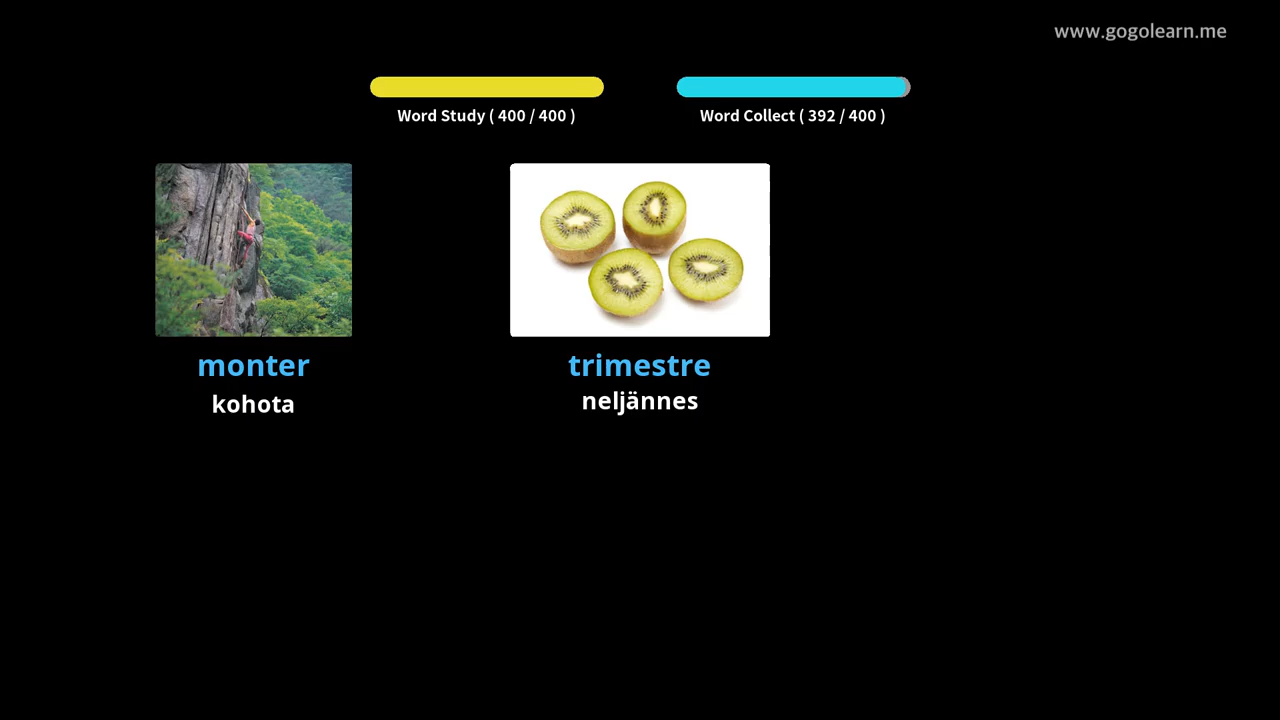 www.gogolearn.me
Word Study ( 400 / 400 )
Word Collect ( 392 / 400 )
monter
kohota
trimestre
neljännes